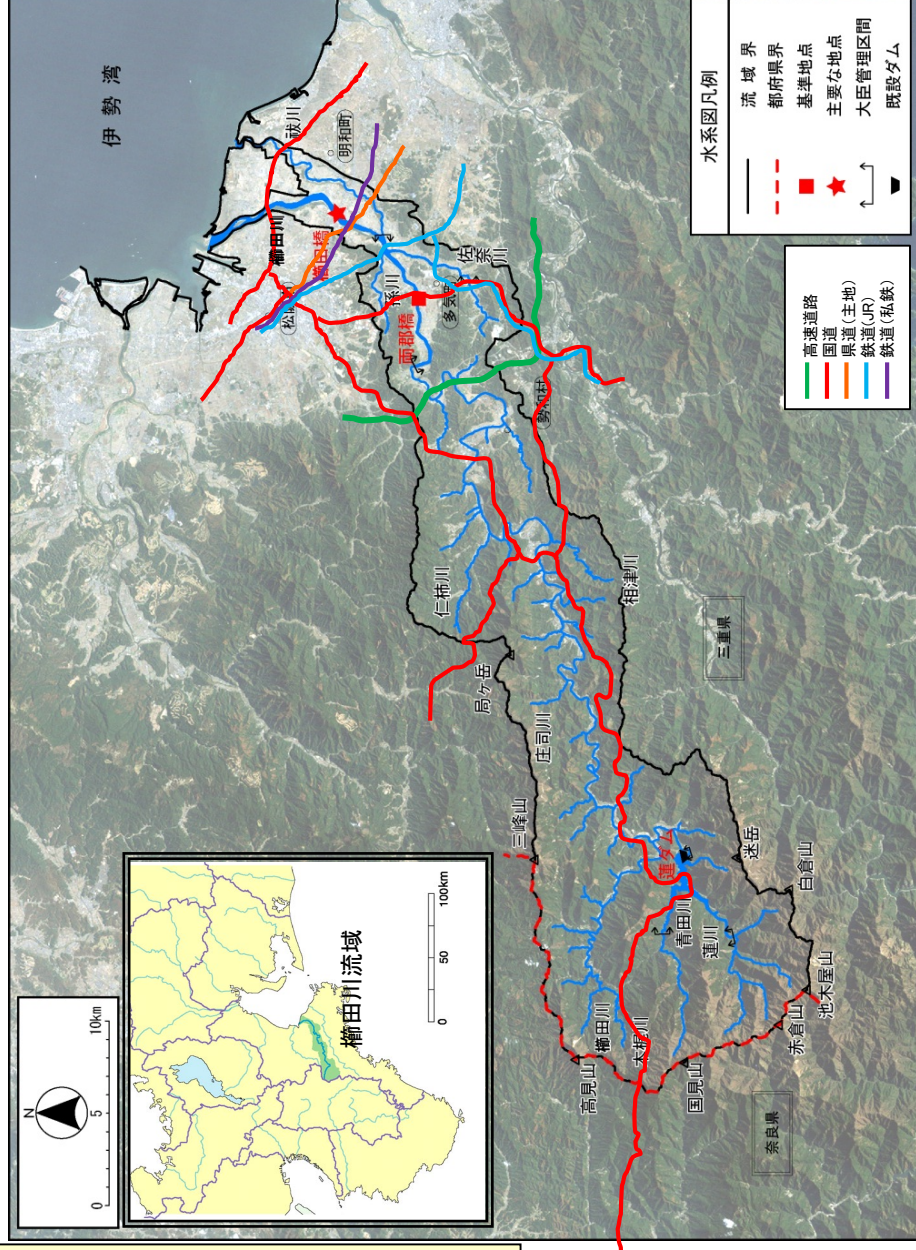 N
0
5
10km
櫛田川流域
0
50
100km
伊 勢 湾
祓川
明和町
櫛田川
櫛田橋
佐奈川
孫川
両郡橋
勢和村
仁柿川
相津川
局ヶ岳
庄司川
三重県
三峰山
蓮ダム
迷岳
白倉山
青田川
蓮川
池木屋山
赤倉山
櫛田川
木梶川
高見山
国見山
奈良県
高速道路
国道
県道(主地)
鉄道(JR)
鉄道(私鉄)
水系図凡例
流 域 界
都府県界
基準地点
主要な地点
大臣管理区間
既設ダム